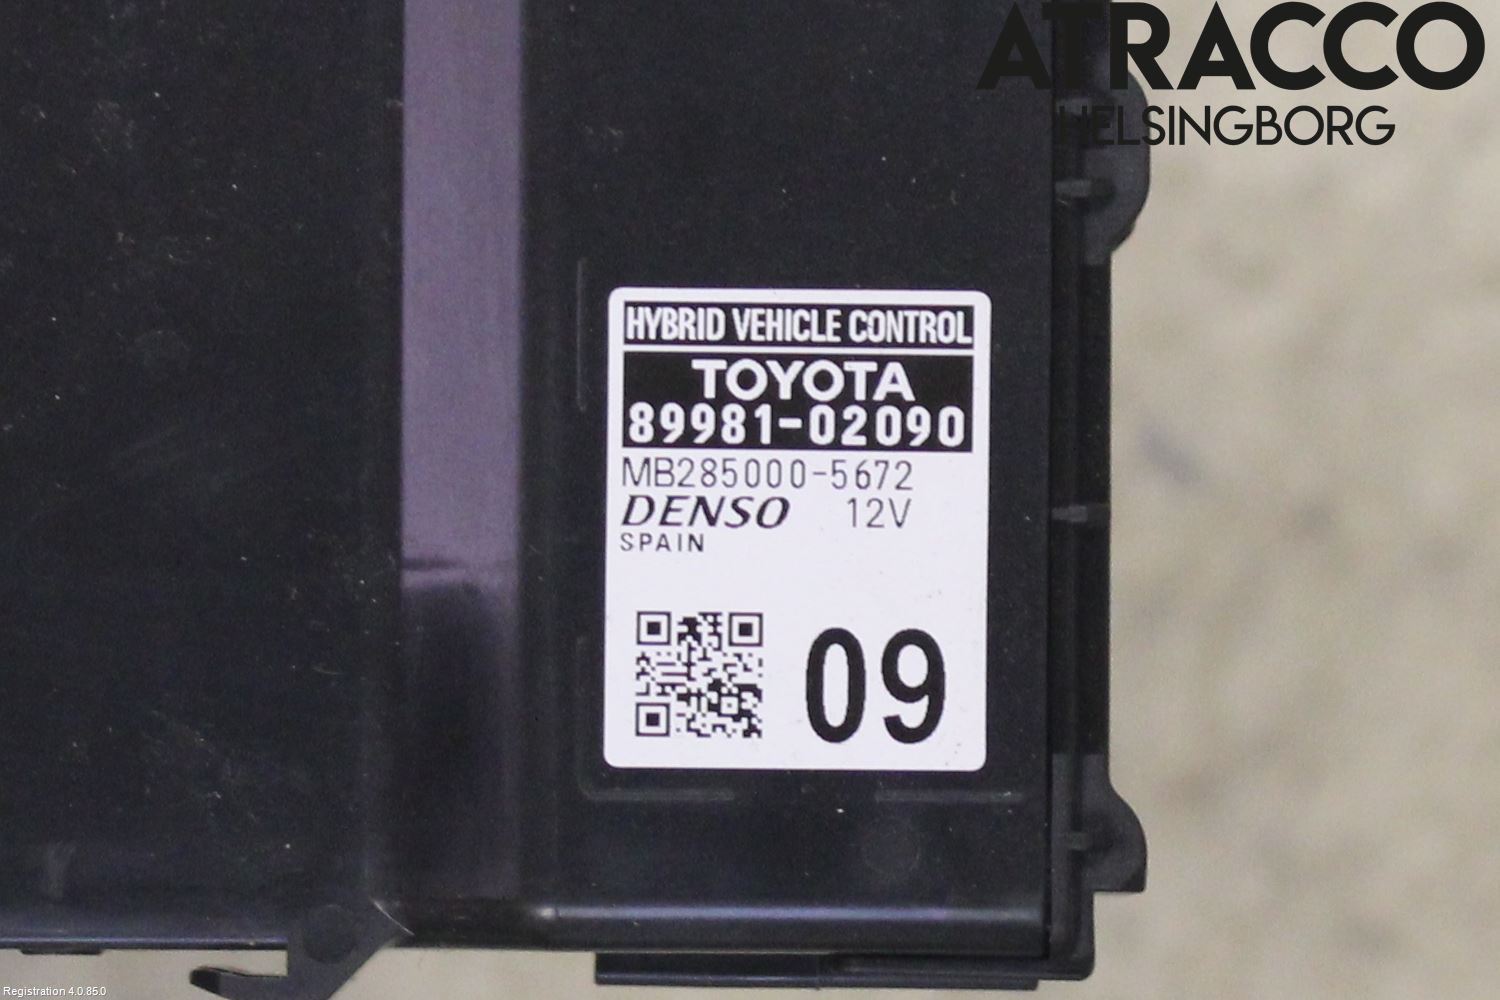 ATRACCO
HELSINGBORG
HYBRID VEHICLE CONTROL
TOYOTA
89981-02090
MB285000-5672
DENSO 12V
SPAIN
09
Registration 4.0.85.0